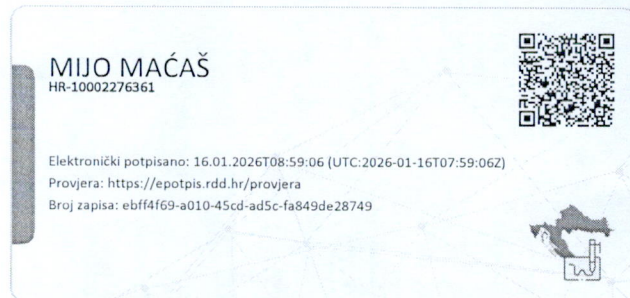 MIJO MAĆAŠ
HR-10002276361
Elektronički potpisano: 16.01.2026T08:59:06 (UTC:2026-01-16T07:59:06Z)
Provjera: https://epotpis.rdd.hr/provjera
Broj zapisa: ebff4f69-a010-45cd-ad5c-fa849de28749